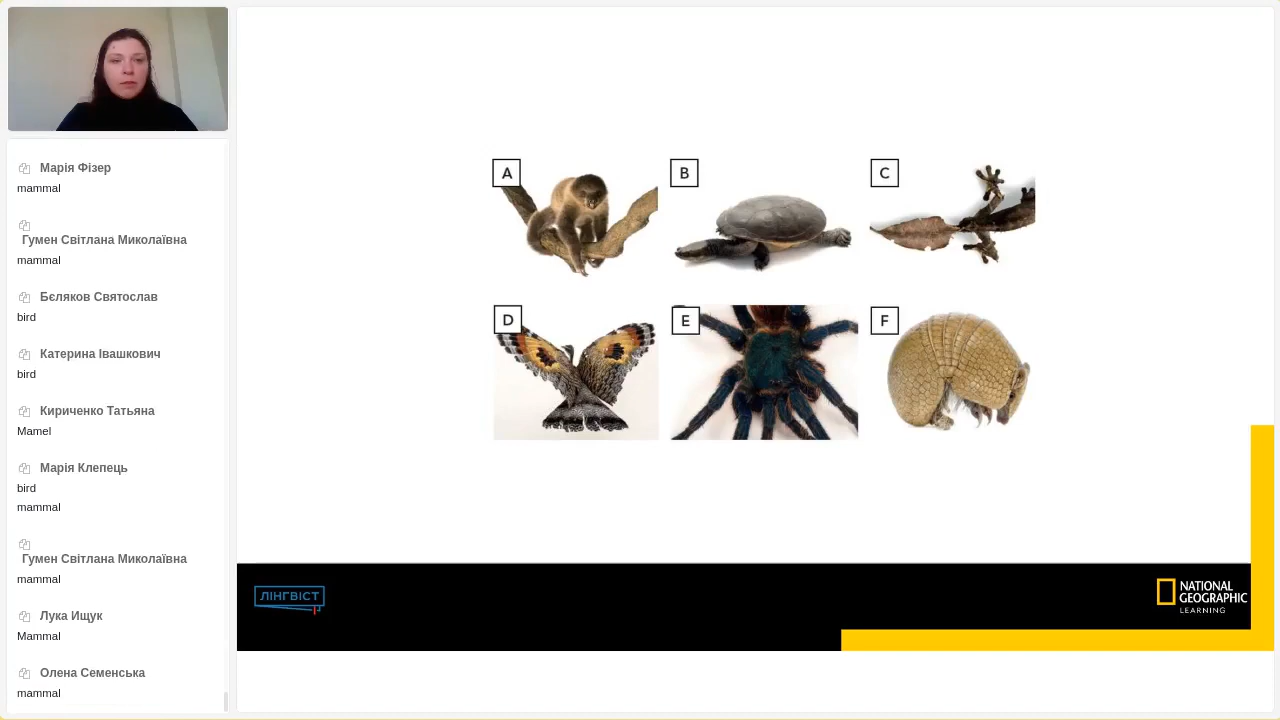 Марія Фізер
mammal
Гумен Світлана Миколаївна
mammal
Бєляков Святослав
bird
Катерина Івашкович
bird
Кириченко Татьяна
Mamel
Марія Клепець
bird
mammal
Гумен Світлана Миколаївна
mammal
Лука Ищук
Mammal
Олена Семенська
mammal
A
B
C
D
E
F
ЛІНГВІСТ
NATIONAL
GEOGRAPHIC
LEARNING